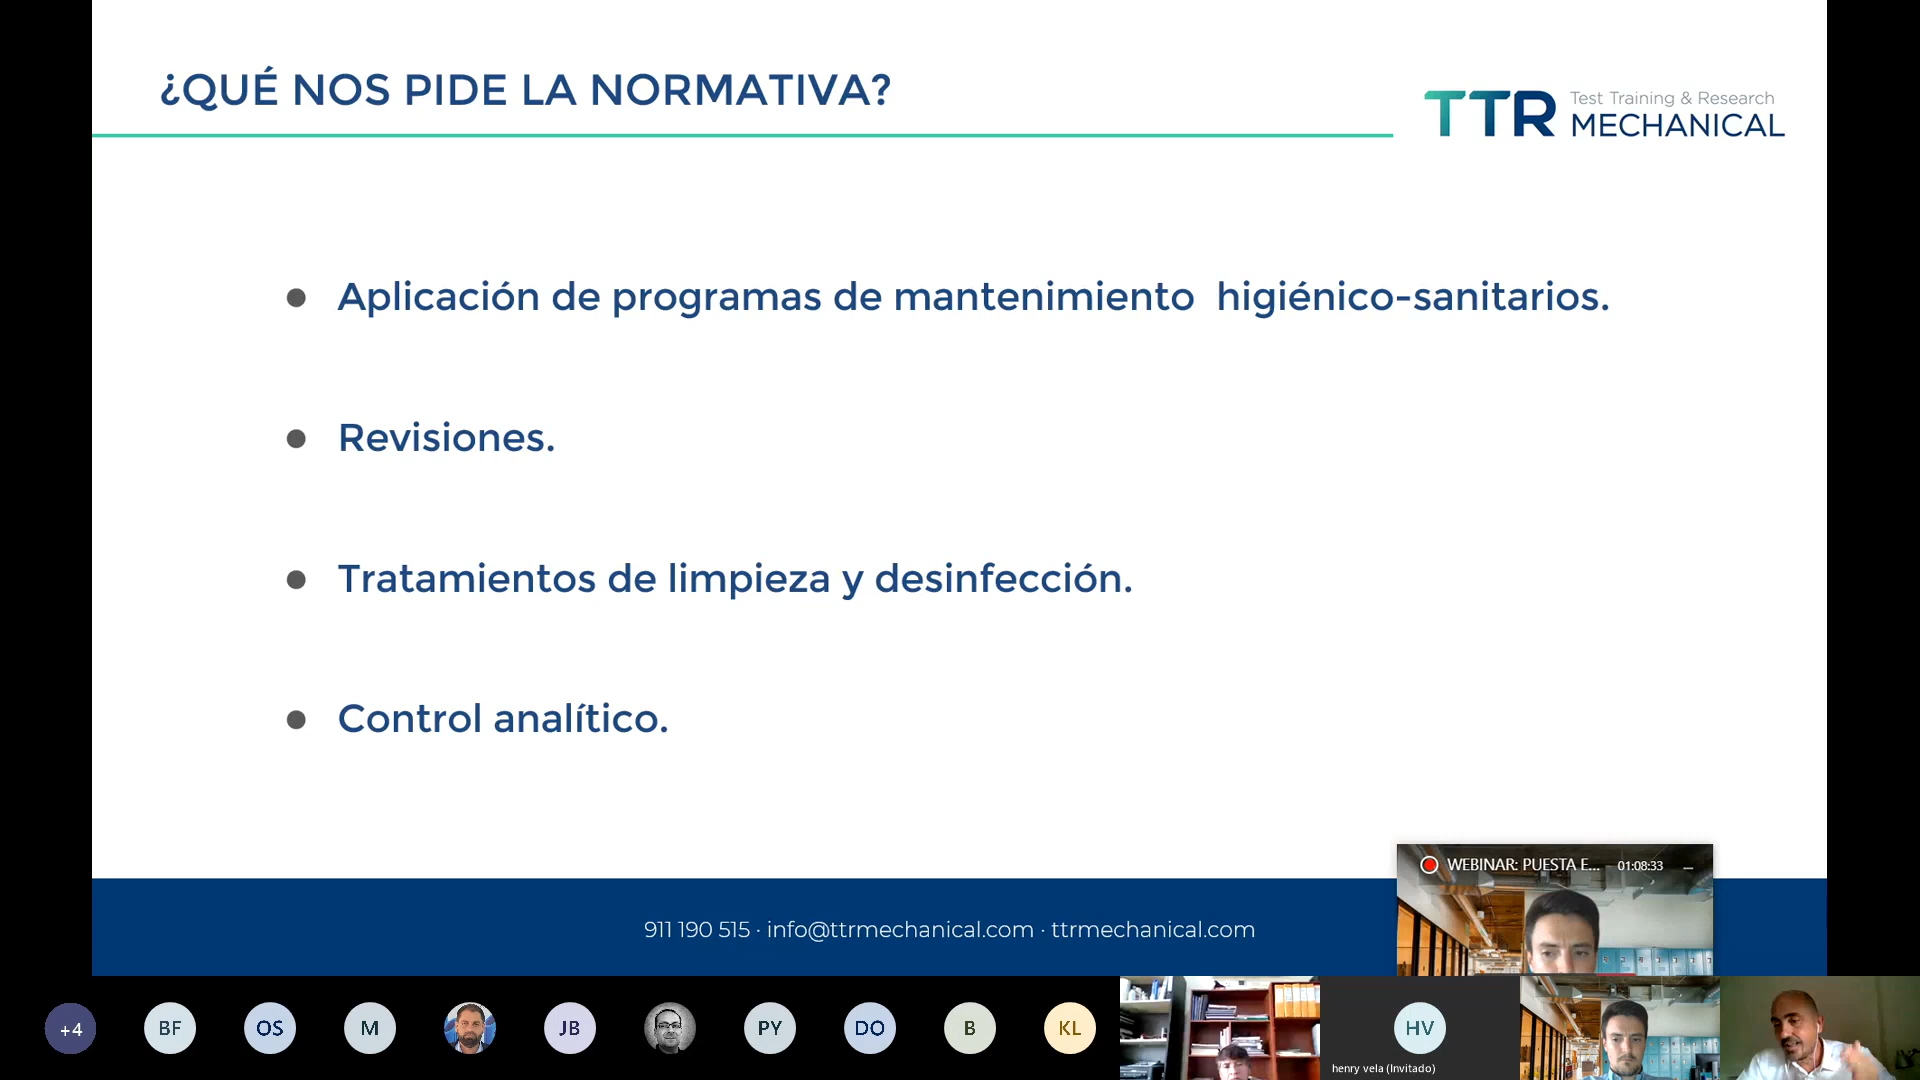 ¿QUÉ NOS PIDE LA NORMATIVA?
TTR Test Training & Research
MECHANICAL
● Aplicación de programas de mantenimiento  higiénico-sanitarios.
● Revisiones.
● Tratamientos de limpieza y desinfección.
● Control analítico.
WEBINAR: PUESTA E... 01:08:33
911 190 515 · info@ttrmechanical.com · ttrmechanical.com
+4 BF OS M JB PY DO B KL HV
henry vela (Invitado)